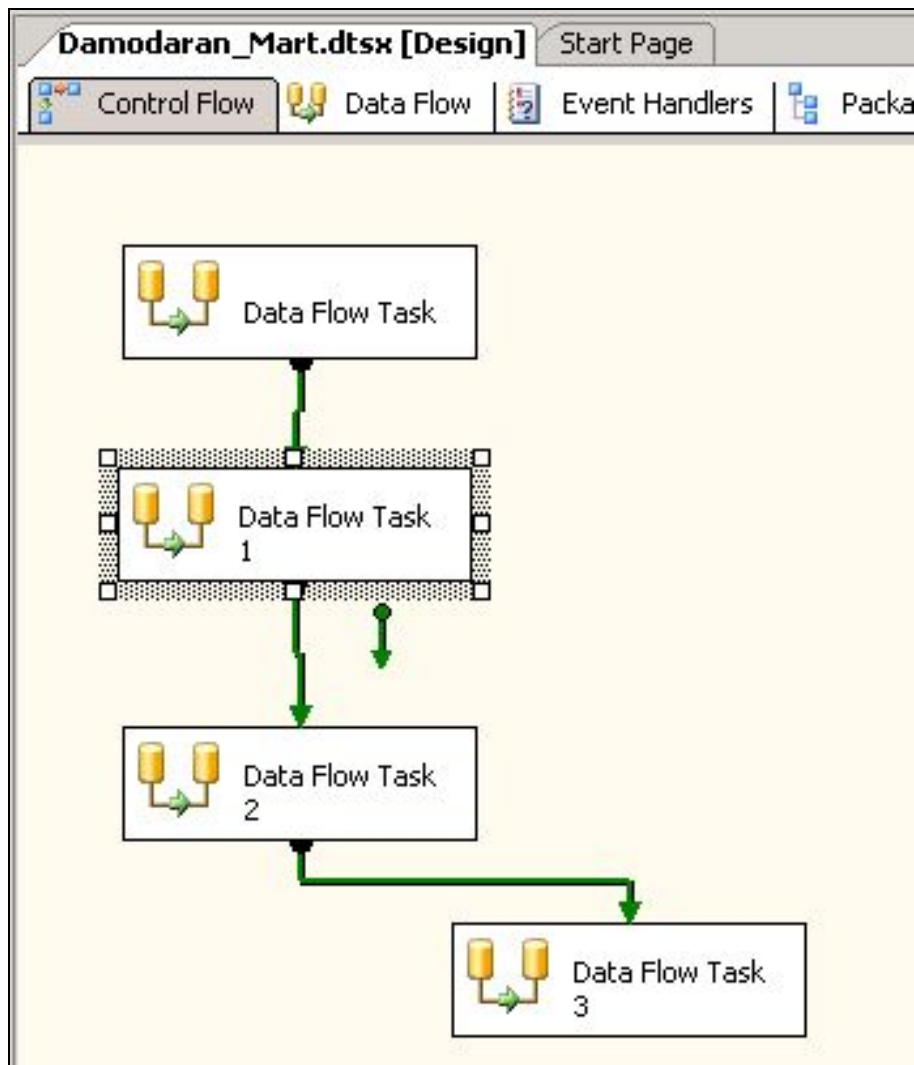 Damodaran_Mart.dtsx [Design] Start Page
Control Flow Data Flow Event Handlers Packa
Data Flow Task
Data Flow Task
1
Data Flow Task
2
Data Flow Task
3